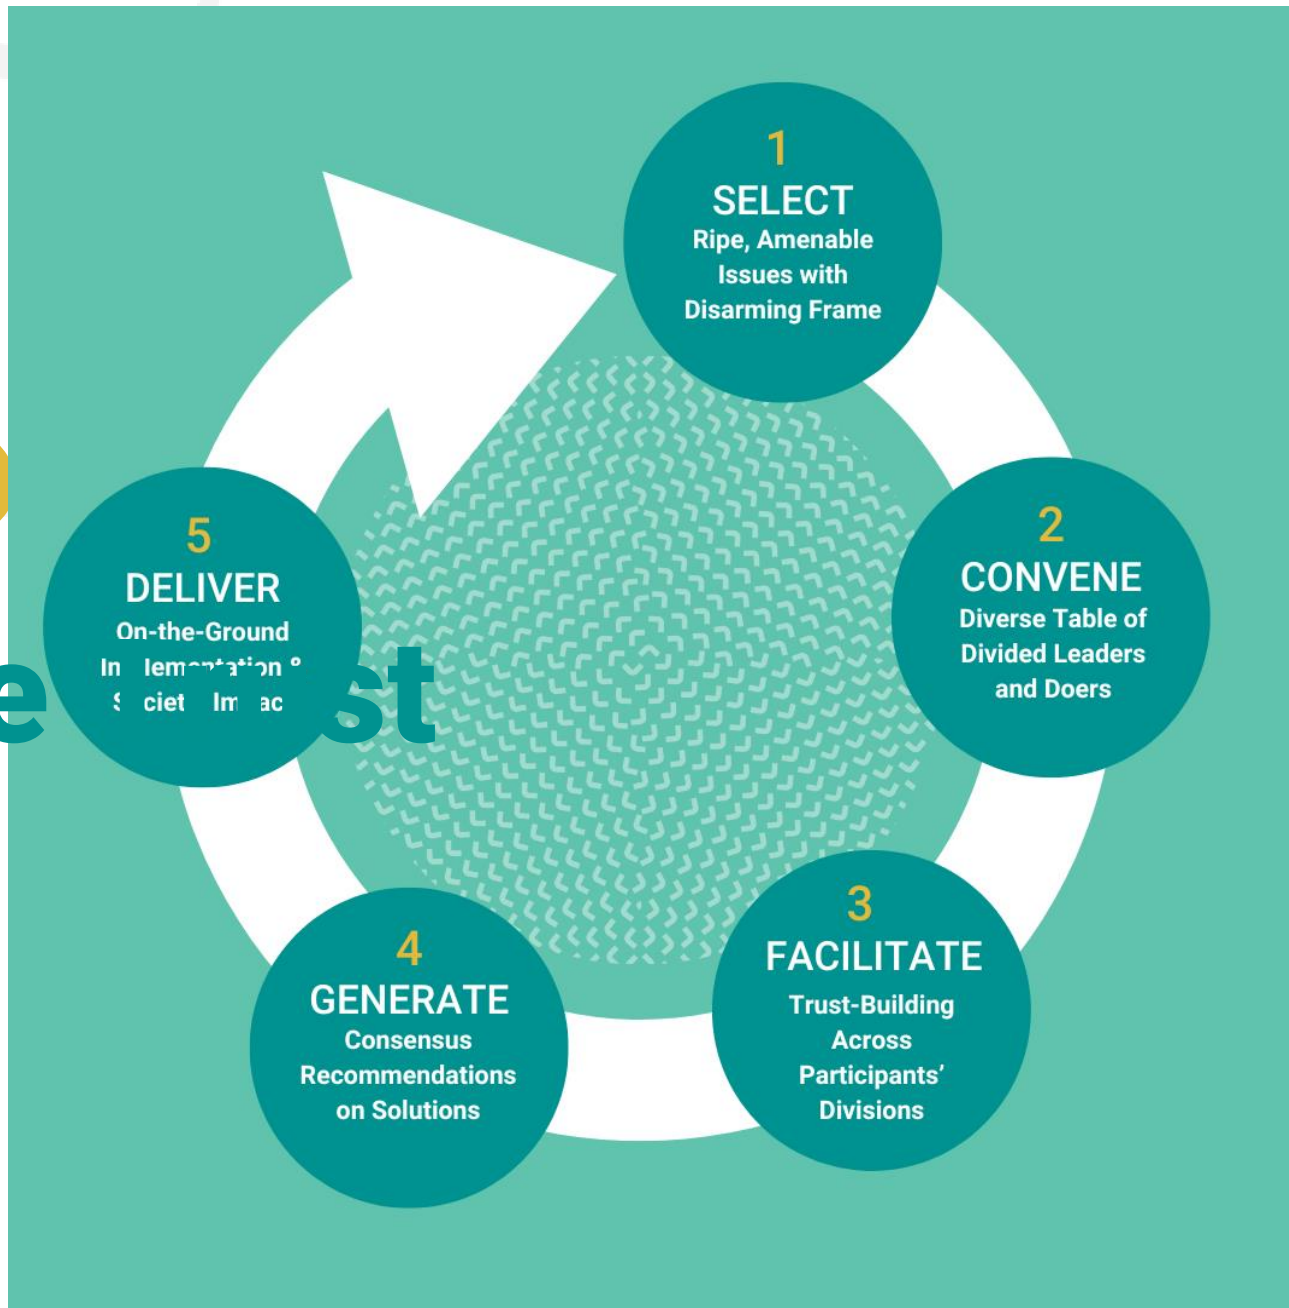 1
SELECT
Ripe, Amenable
Issues with
Disarming Frame
2
CONVENE
Diverse Table of
Divided Leaders
and Doers
3
FACILITATE
Trust-Building
Across
Participants’
Divisions
4
GENERATE
Consensus
Recommendations
on Solutions
5
DELIVER
On-the-Ground